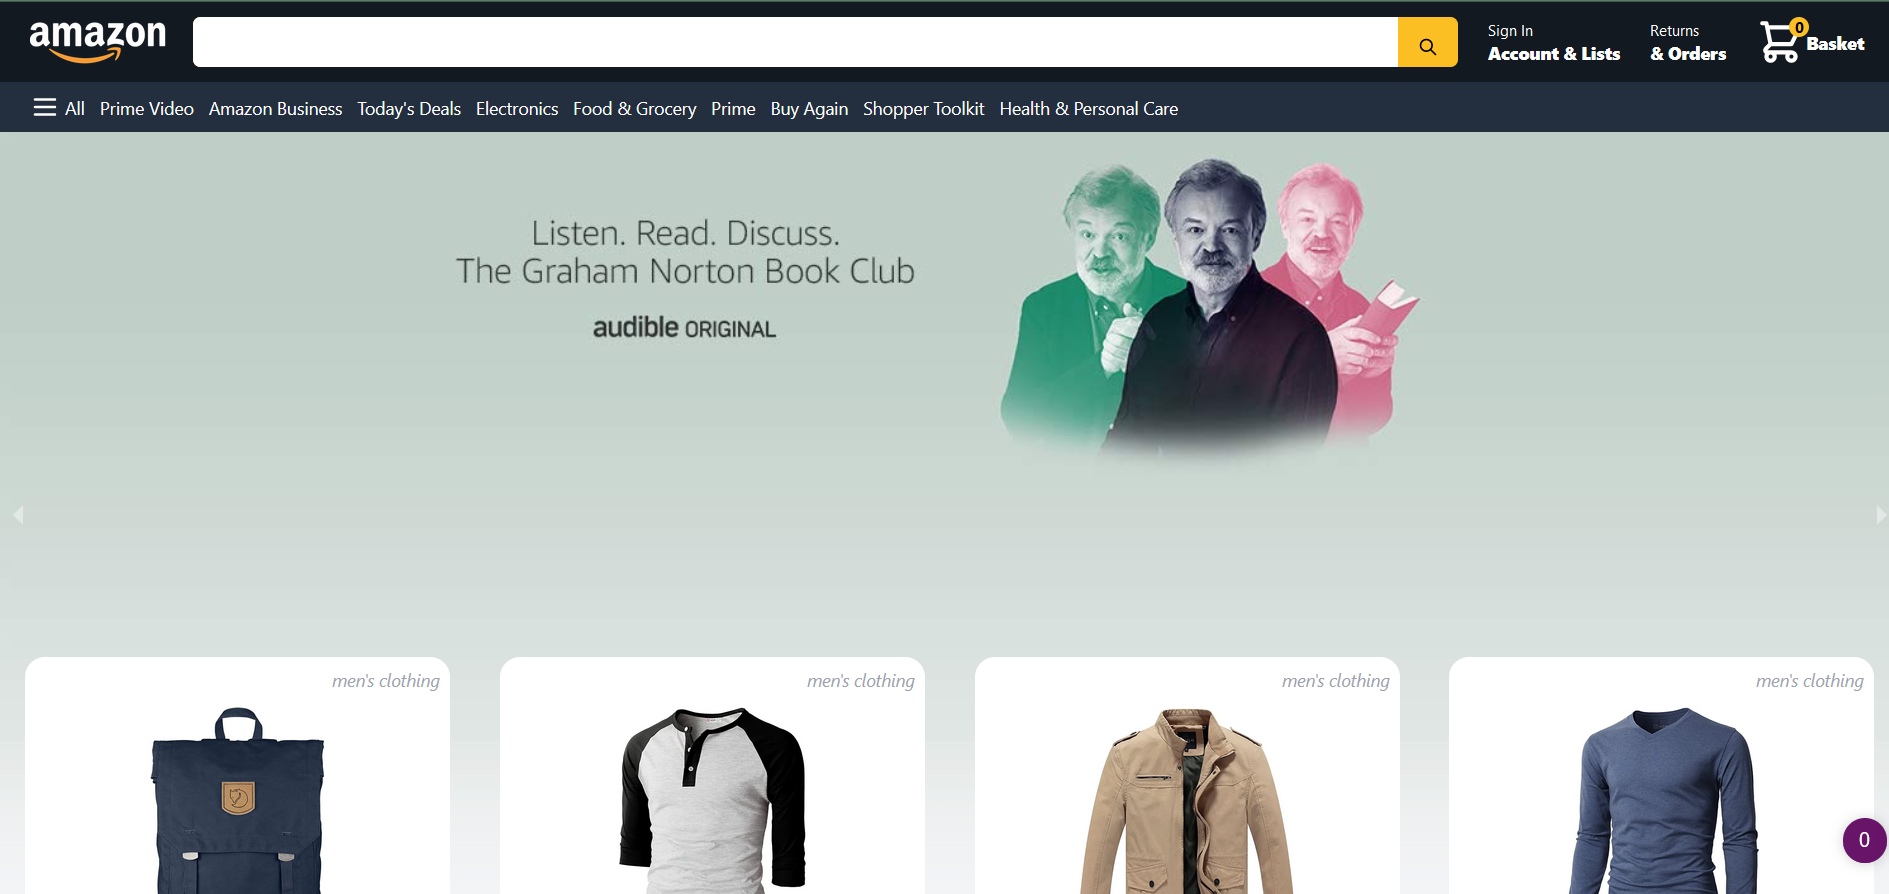 amazon
Sign In
Account & Lists
Returns
& Orders
0
Basket
All Prime Video Amazon Business Today's Deals Electronics Food & Grocery Prime Buy Again Shopper Toolkit Health & Personal Care
Listen. Read. Discuss.
The Graham Norton Book Club
audible ORIGINAL
men's clothing
men's clothing
men's clothing
men's clothing
0